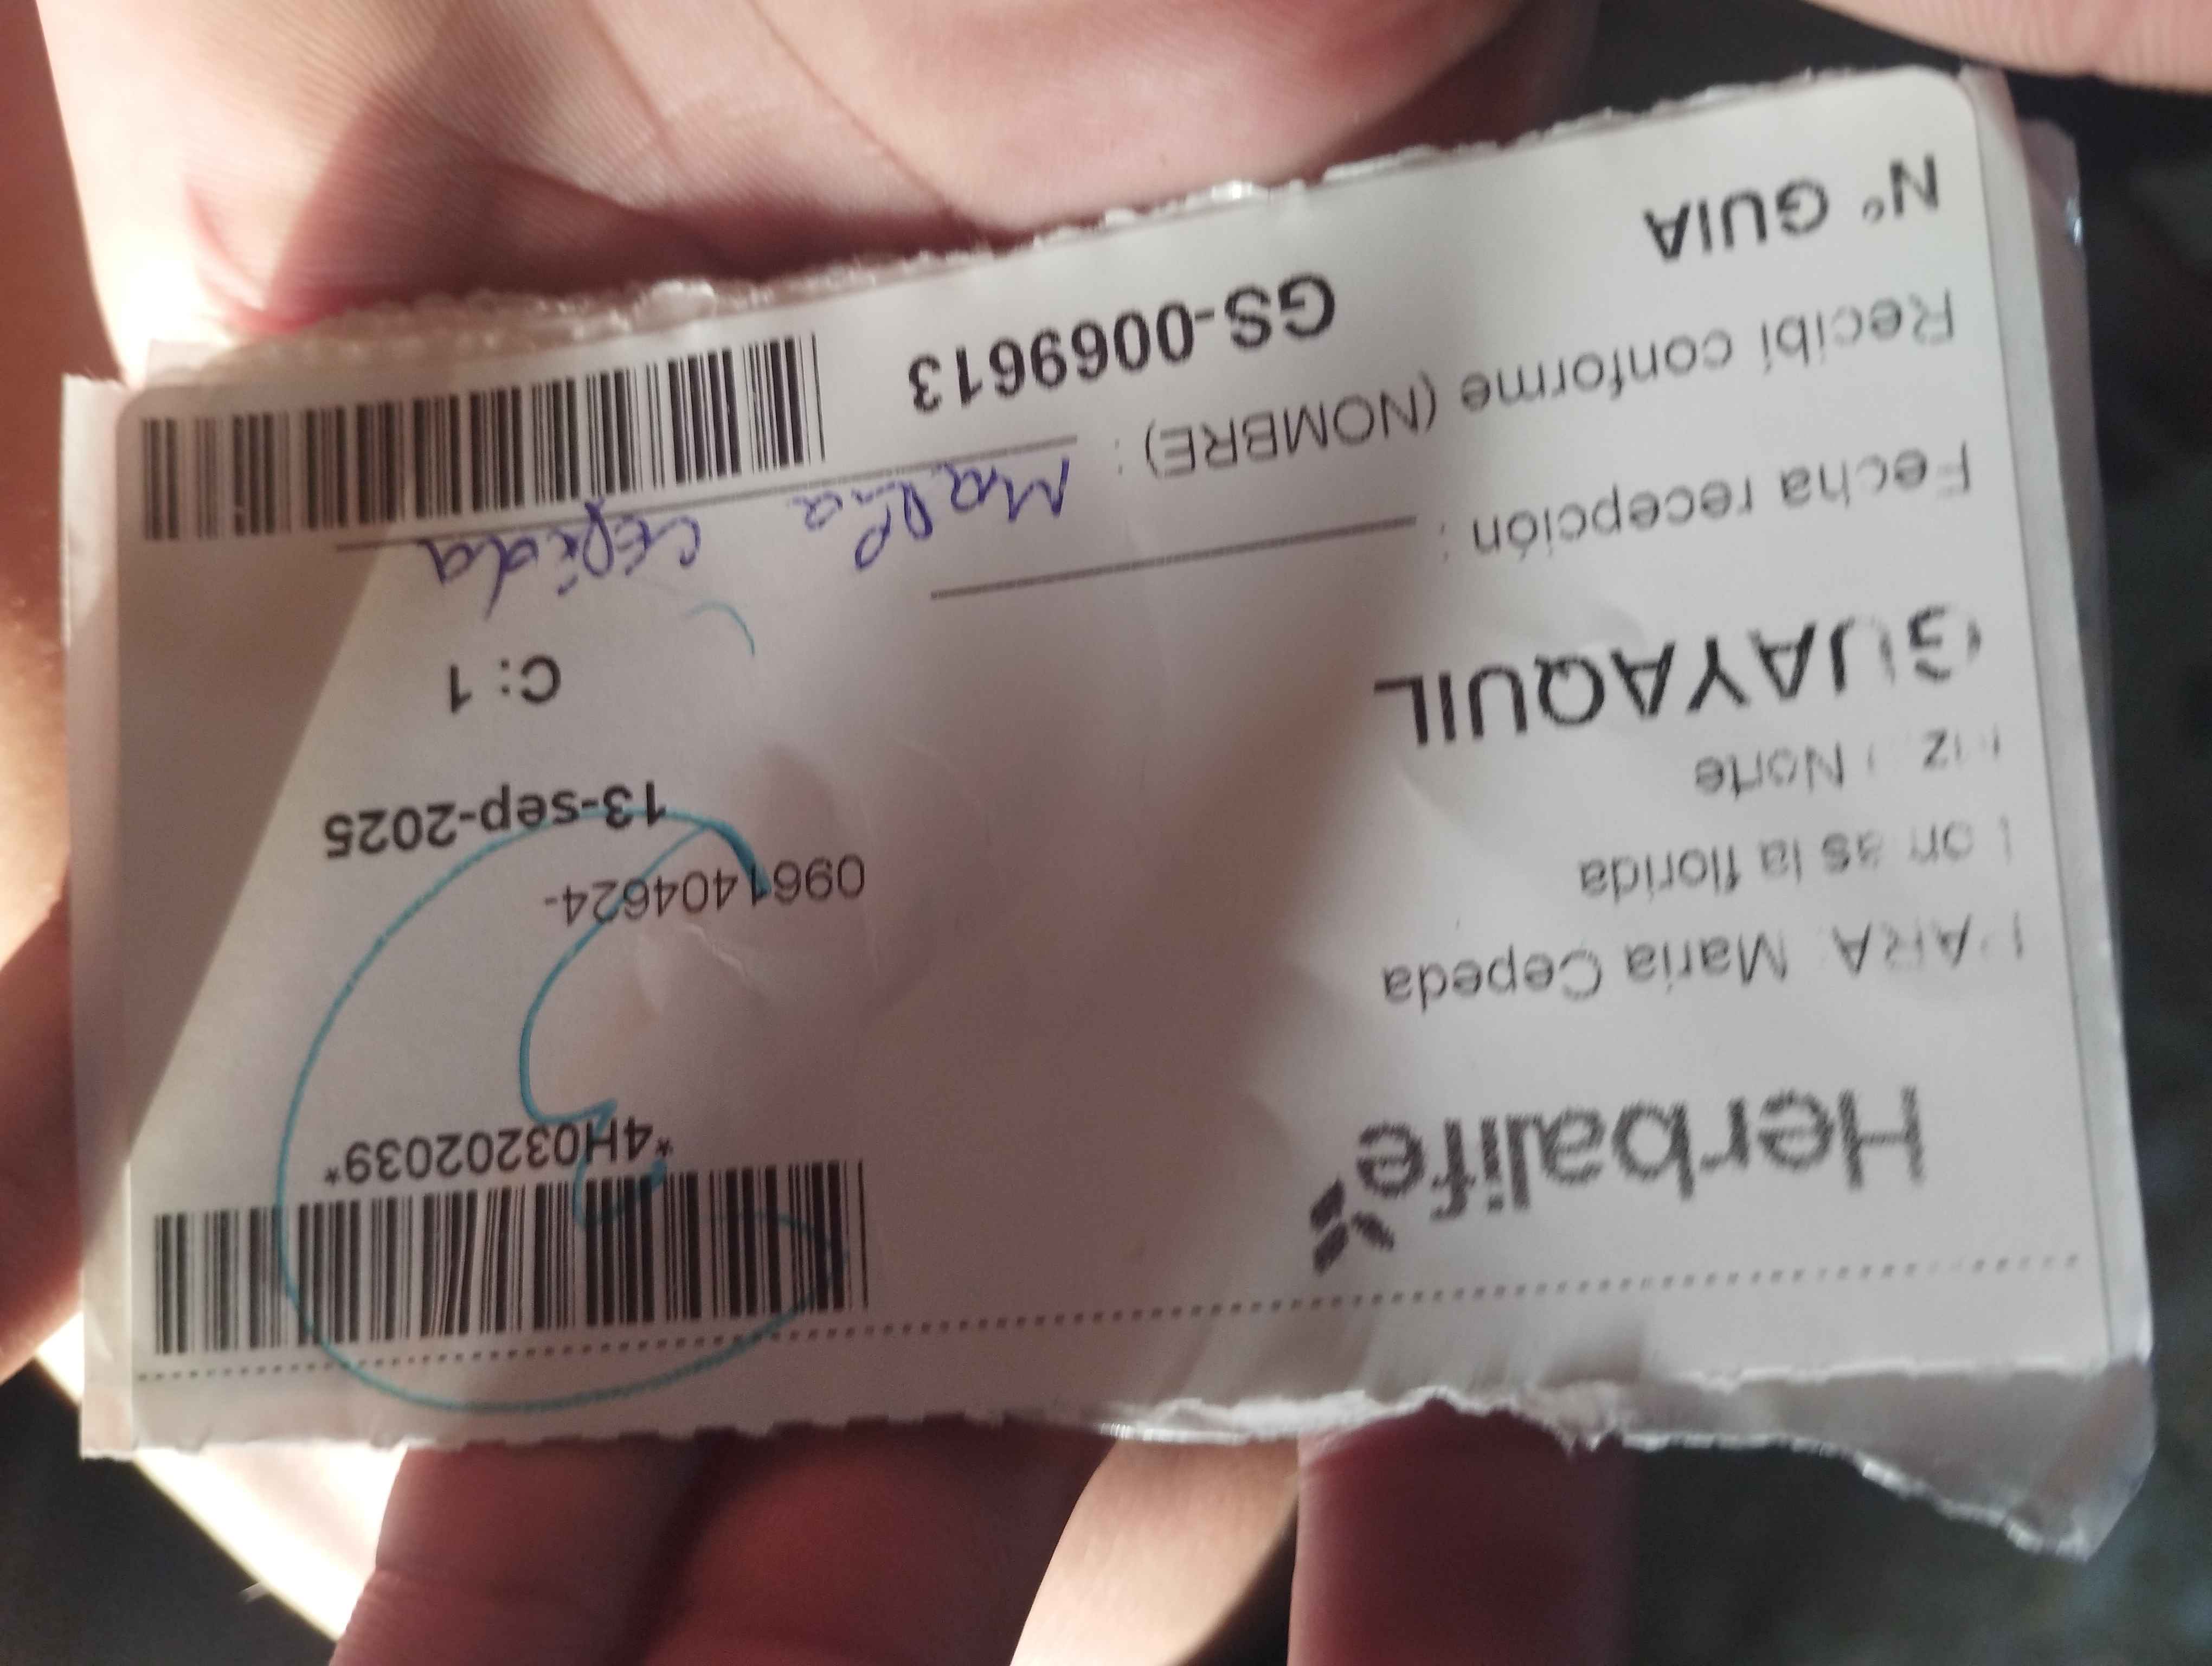 Herbalife
*4H03202039*
Maria Cepeda
0961404624-
la florida
Norte
13-sep-2025
GUAYAQUIL
C: 1
Fecha recepción :
Recibí conforme (NOMBRE) : Maria Cepeda
N° GUIA
GS-0069613